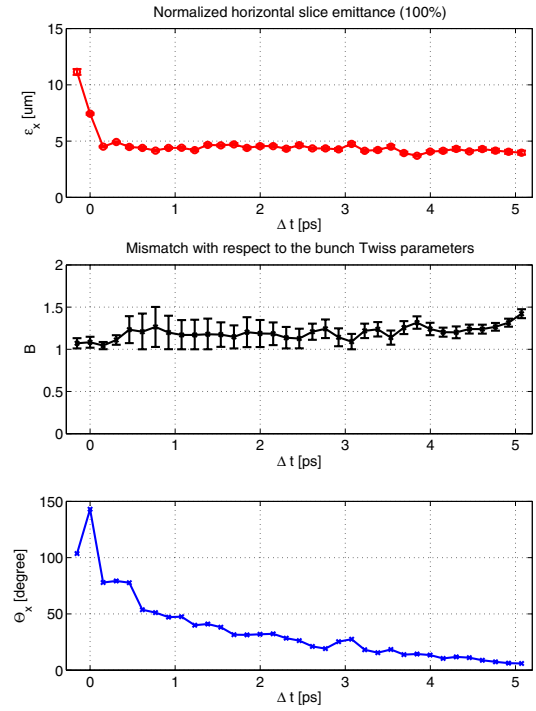 Normalized horizontal slice emittance (100%)
15
10
5
0
ε_x [um]
0 1 2 3 4 5
Δ t [ps]
Mismatch with respect to the bunch Twiss parameters
2
1.5
1
0.5
0
B
0 1 2 3 4 5
Δ t [ps]
150
100
50
0
Θ_x [degree]
0 1 2 3 4 5
Δ t [ps]